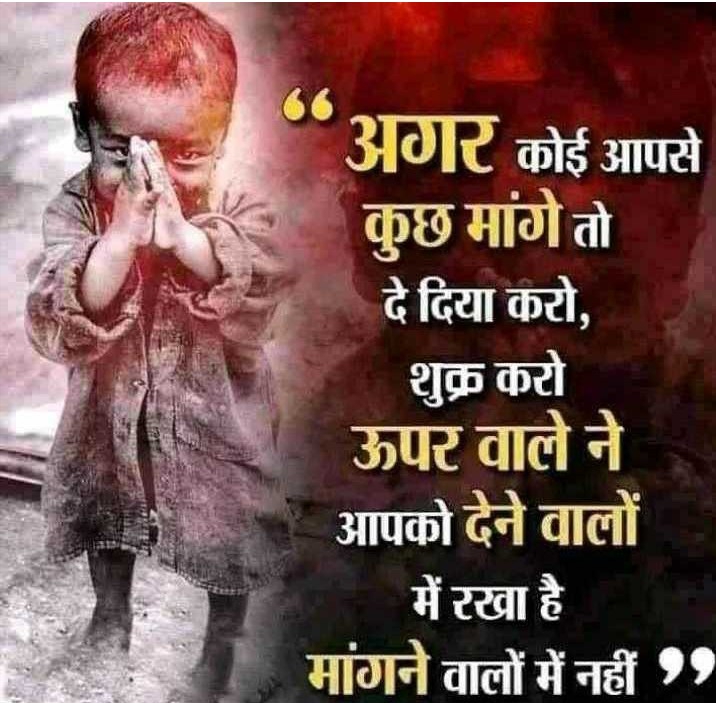 “ अगर कोई आपसे
कुछ मांगे तो
दे दिया करो,
शुक्र करो
ऊपर वाले ने
आपको देने वालों
में रखा है
मांगने वालों में नहीं ”